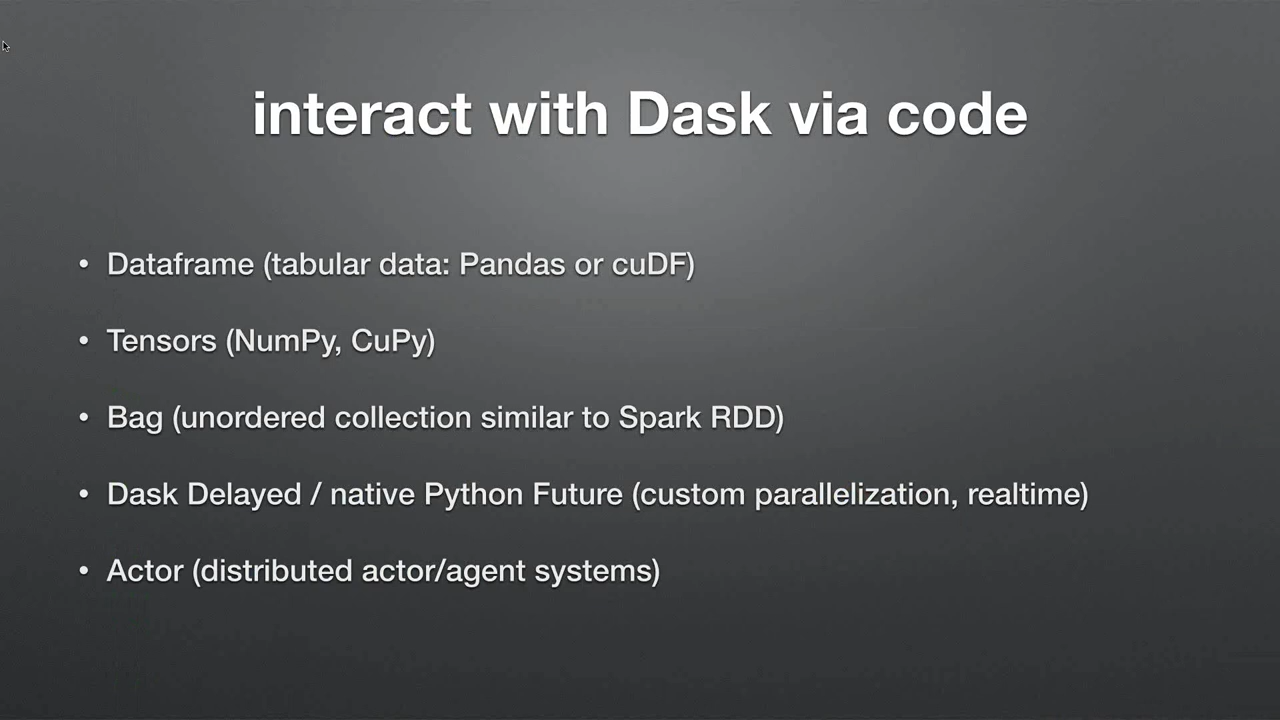 interact with Dask via code
• Dataframe (tabular data: Pandas or cuDF)
• Tensors (NumPy, CuPy)
• Bag (unordered collection similar to Spark RDD)
• Dask Delayed / native Python Future (custom parallelization, realtime)
• Actor (distributed actor/agent systems)